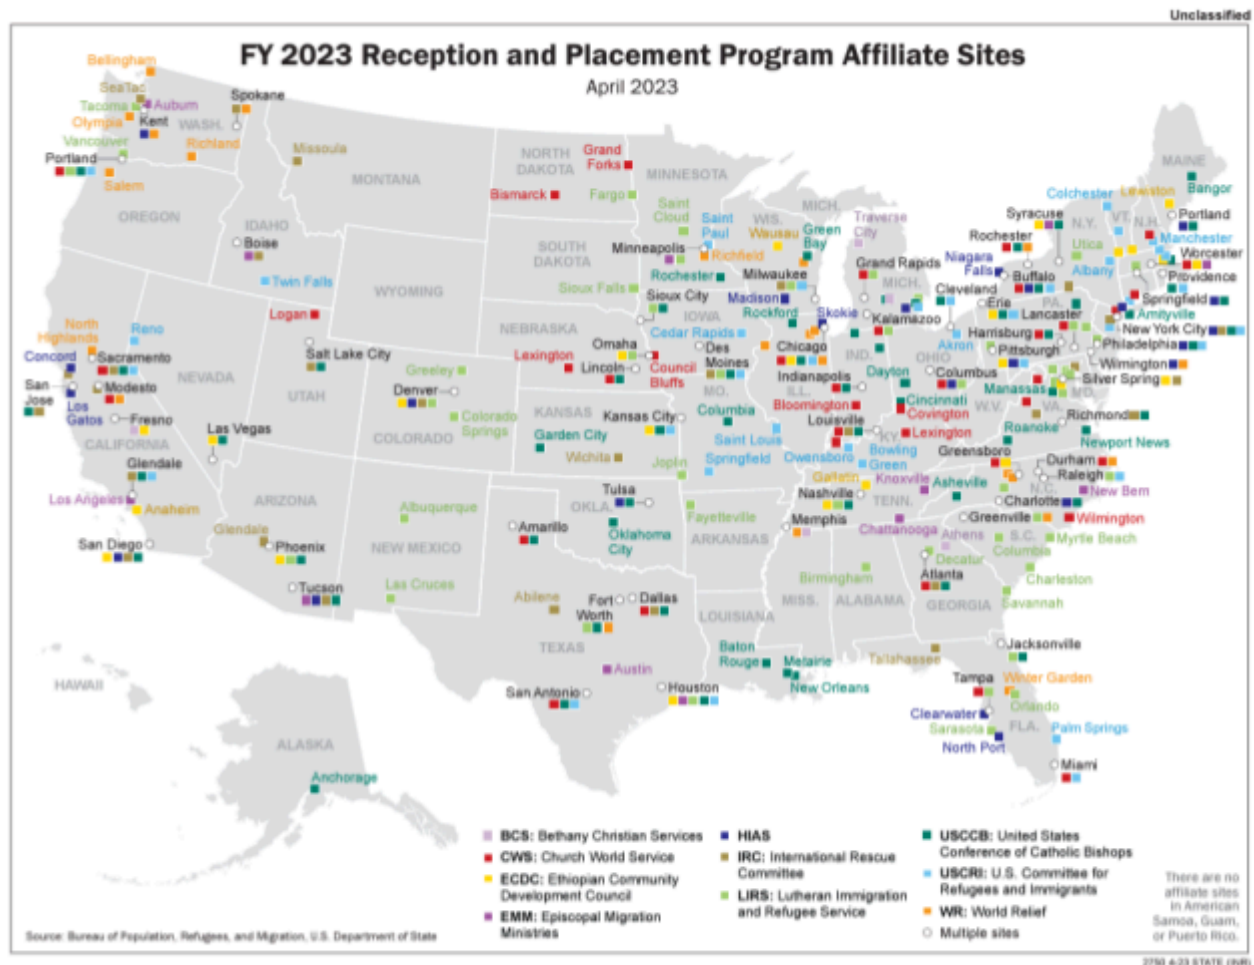 Unclassified
FY 2023 Reception and Placement Program Affiliate Sites
April 2023
Bellingham
SeaTac
Tacoma
Auburn
Olympia
Kent
WASH.
Spokane
Vancouver
Richland
Portland
Salem
Missoula
MONTANA
OREGON
IDAHO
Boise
Twin Falls
WYOMING
Logan
Salt Lake City
North
Highlands
Reno
Concord
Sacramento
San
Jose
Modesto
Los
Gatos
Fresno
NEVADA
UTAH
CALIFORNIA
Las Vegas
Glendale
Los Angeles
Anaheim
San Diego
ARIZONA
Glendale
Phoenix
Tucson
Greeley
Denver
Colorado
Springs
COLORADO
Albuquerque
NEW MEXICO
Las Cruces
NORTH
DAKOTA
Grand
Forks
Bismarck
Fargo
MINNESOTA
Saint
Cloud
Saint
Paul
Minneapolis
Richfield
Rochester
SOUTH
DAKOTA
Sioux Falls
Sioux City
IOWA
NEBRASKA
Cedar Rapids
Omaha
Des
Moines
Lexington
Lincoln
Council
Bluffs
MO.
KANSAS
Kansas City
Columbia
Garden City
Saint Louis
Wichita
Joplin
Springfield
Tulsa
OKLA.
Oklahoma
City
Fayetteville
ARKANSAS
Amarillo
Abilene
Fort
Worth
Dallas
TEXAS
Austin
San Antonio
Houston
LOUISIANA
Baton
Rouge
Metairie
New Orleans
MISS.
ALABAMA
Birmingham
GEORGIA
WIS.
Wausau
Green
Bay
MICH.
Traverse
City
Milwaukee
Madison
Rockford
Skokie
Grand Rapids
MICH.
Kalamazoo
Chicago
IND.
ILL.
Indianapolis
Bloomington
OHIO
Cleveland
Akron
Columbus
Dayton
Cincinnati
Covington
Louisville
KY.
Lexington
Owensboro
Bowling
Green
Gallatin
Knoxville
Nashville
TENN.
Memphis
Chattanooga
Athens
Decatur
Atlanta
Asheville
Greensboro
Durham
Raleigh
N.C.
New Bern
Charlotte
Greenville
Wilmington
S.C.
Columbia
Myrtle Beach
Charleston
Savannah
Tallahassee
Jacksonville
Tampa
Winter Garden
Orlando
Clearwater
Sarasota
FLA.
North Port
Palm Springs
Miami
MAINE
Bangor
Colchester
Lewiston
N.Y.
VT.
N.H.
Portland
Syracuse
Rochester
Utica
Manchester
Niagara
Falls
Albany
Worcester
Buffalo
Providence
Erie
PA.
Springfield
Lancaster
Amityville
Harrisburg
New York City
Pittsburgh
Philadelphia
Wilmington
Manassas
MD.
Silver Spring
W.V.
VA.
Richmond
Roanoke
Newport News
HAWAII
ALASKA
Anchorage
BCS: Bethany Christian Services
CWS: Church World Service
ECDC: Ethiopian Community
Development Council
EMM: Episcopal Migration
Ministries
HIAS
IRC: International Rescue
Committee
LIRS: Lutheran Immigration
and Refugee Service
USCCB: United States
Conference of Catholic Bishops
USCRI: U.S. Committee for
Refugees and Immigrants
WR: World Relief
Multiple sites
There are no
affiliate sites
in American
Samoa, Guam,
or Puerto Rico.
Source: Bureau of Population, Refugees, and Migration, U.S. Department of State
2750 4-23 STATE (INR)